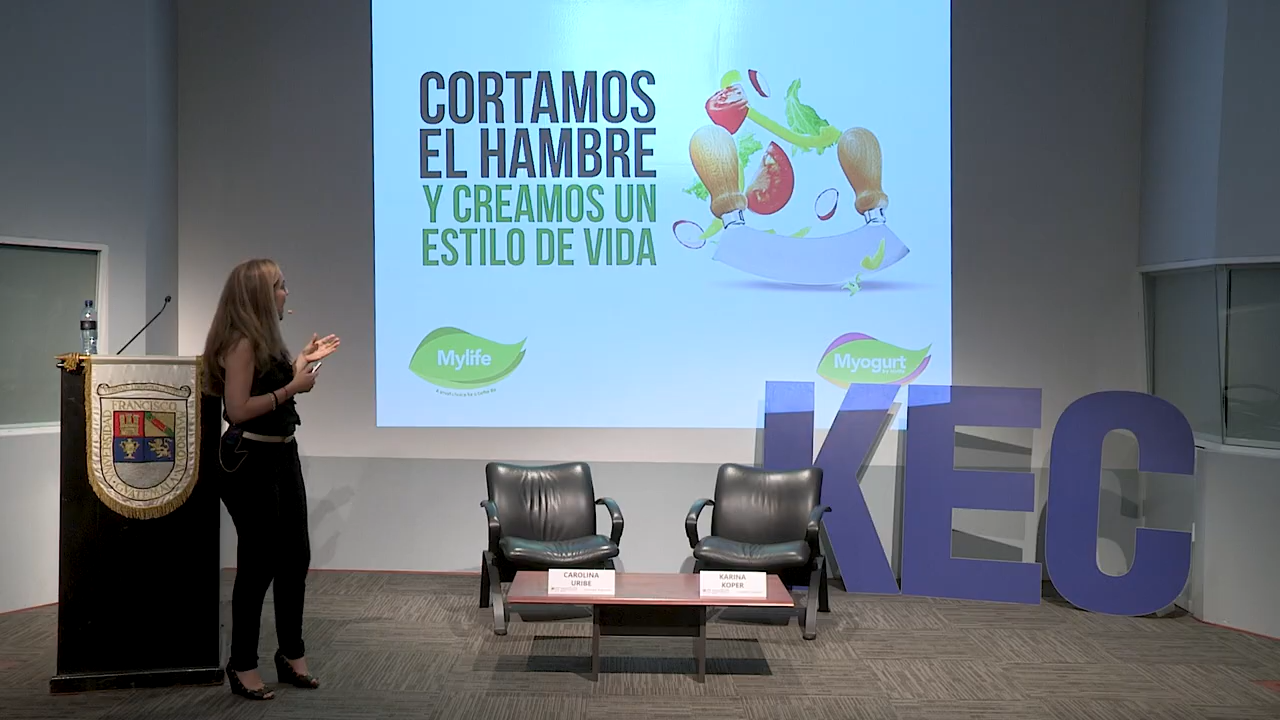 CORTAMOS
EL HAMBRE
Y CREAMOS UN
ESTILO DE VIDA
Mylife
Myogurt
KEC
FRANCISCO
CAROLINA
URIBE
KARINA
KOPER